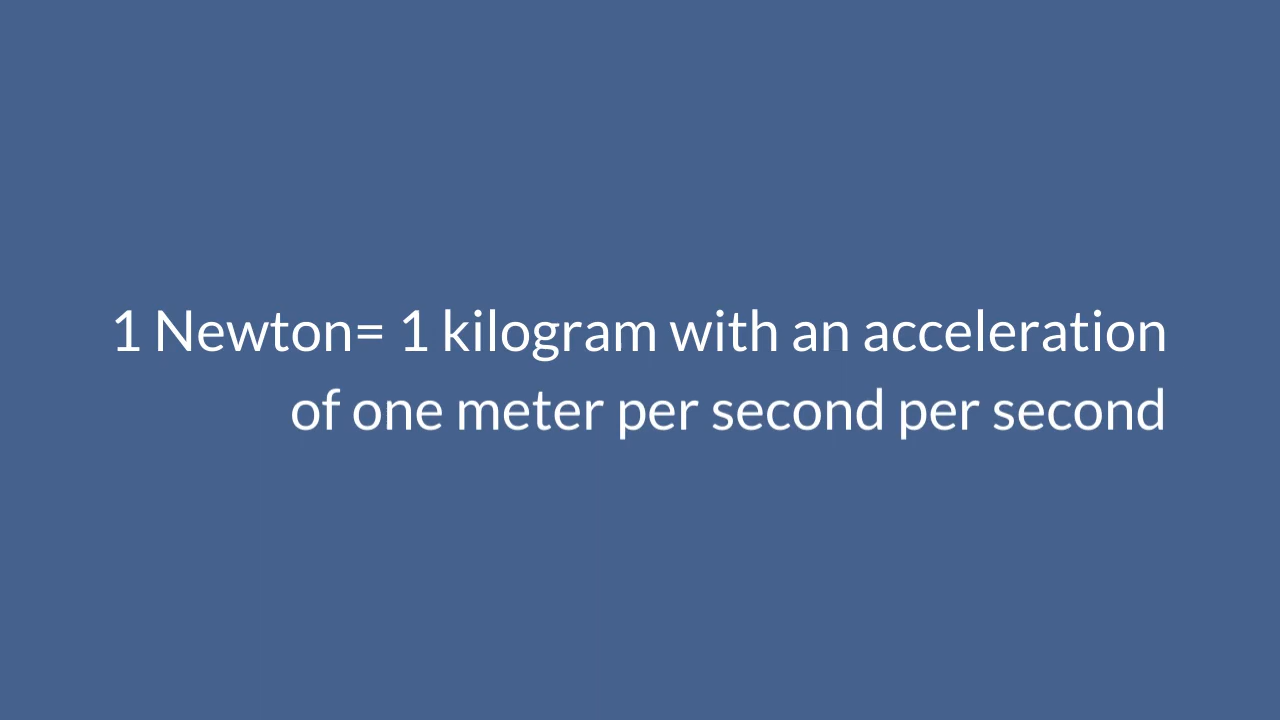 1 Newton= 1 kilogram with an acceleration
of one meter per second per second